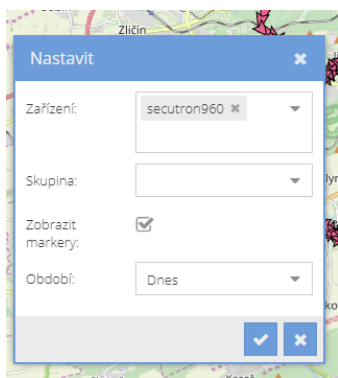 Zličín
Nastavit
Zařízení:
secutron960
Skupina:
Zobrazit
markery:
Období:
Dnes